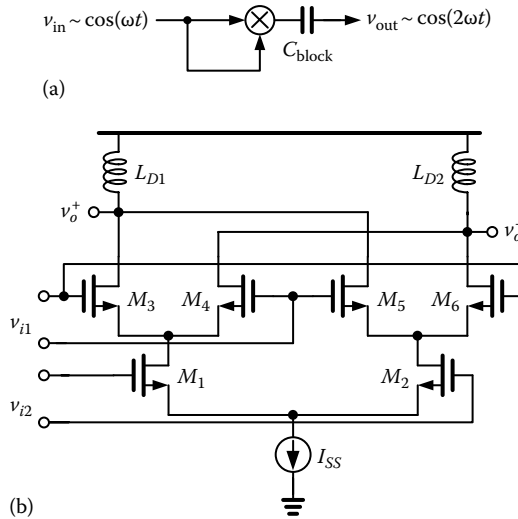 v_in ~ cos(ωt)
C_block
v_out ~ cos(2ωt)
(a)
L_D1
L_D2
v_o^+
v_o^-
M_3
M_4
M_5
M_6
v_i1
M_1
M_2
v_i2
I_SS
(b)